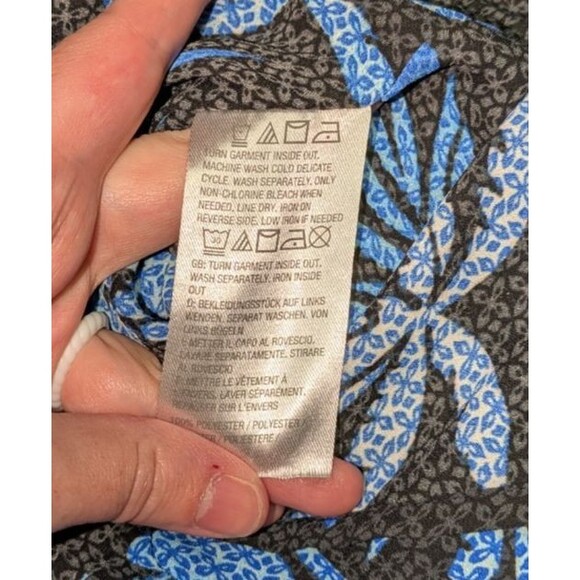 TURN GARMENT INSIDE OUT.
MACHINE WASH COLD DELICATE
CYCLE. WASH SEPARATELY. ONLY
NON-CHLORINE BLEACH WHEN
NEEDED. LINE DRY. IRON ON
REVERSE SIDE. LOW IRON IF NEEDED
30
GB: TURN GARMENT INSIDE OUT.
WASH SEPARATELY. IRON INSIDE
OUT
D: BEKLEIDUNGSSTÜCK AUF LINKS
WENDEN. SEPARAT WASCHEN. VON
LINKS BÜGELN
I: METTER IL CAPO AL ROVESCIO.
LAVARE SEPARATAMENTE. STIRARE
AL ROVESCIO
F: METTRE LE VÊTEMENT À
L'ENVERS. LAVER SÉPARÉMENT.
REPASSER SUR L'ENVERS
100% POLYESTER / POLYESTER /
POLYESTERE